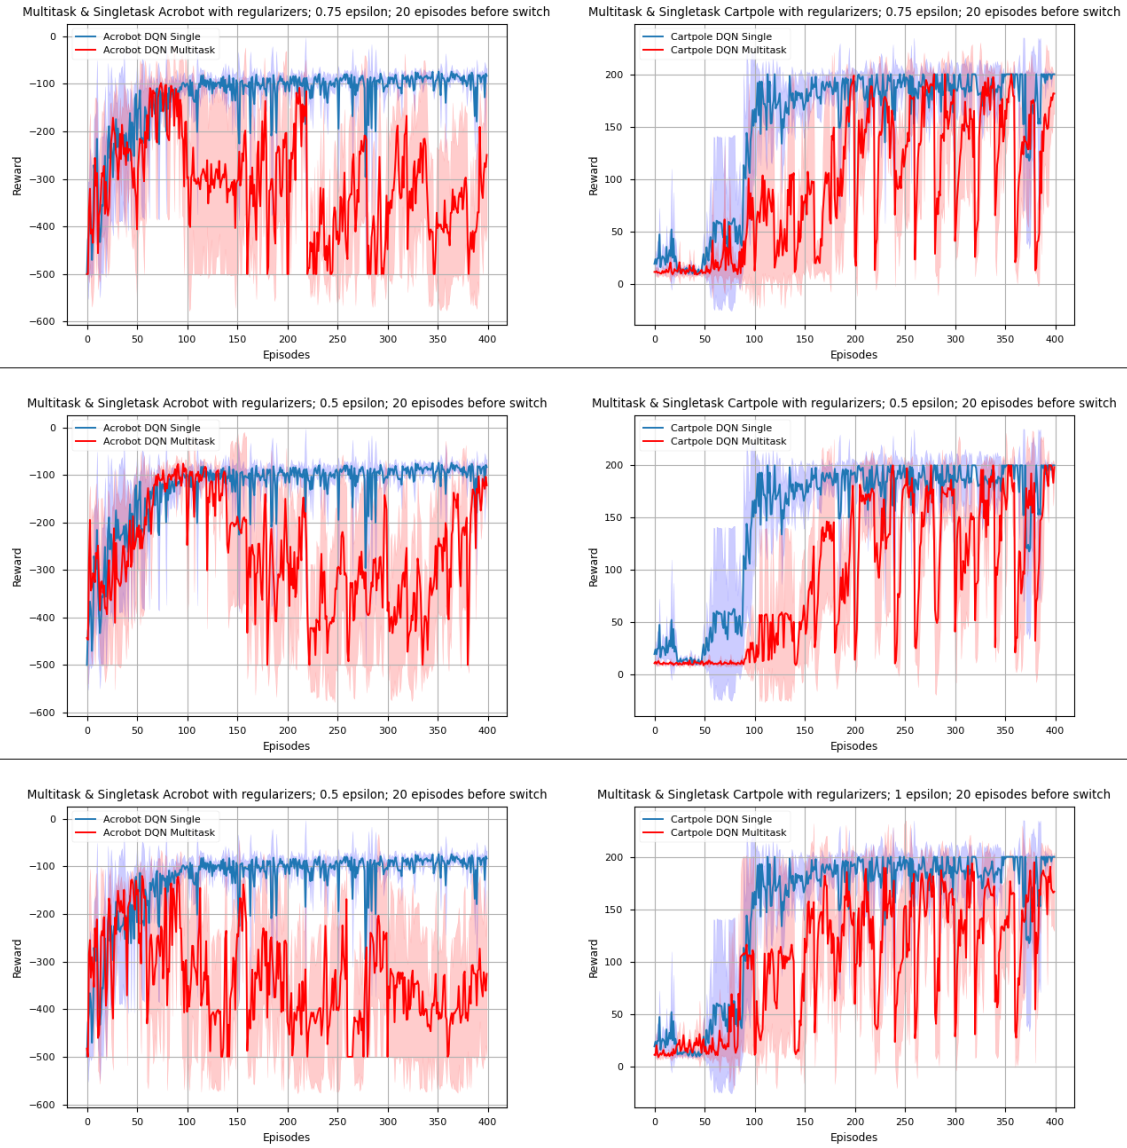 Multitask & Singletask Acrobot with regularizers; 0.75 epsilon; 20 episodes before switch
Acrobot DQN Single
Acrobot DQN Multitask
0
−100
−200
−300
−400
−500
−600
Reward
0 50 100 150 200 250 300 350 400
Episodes
Multitask & Singletask Cartpole with regularizers; 0.75 epsilon; 20 episodes before switch
Cartpole DQN Single
Cartpole DQN Multitask
200
150
100
50
0
Reward
0 50 100 150 200 250 300 350 400
Episodes
Multitask & Singletask Acrobot with regularizers; 0.5 epsilon; 20 episodes before switch
Acrobot DQN Single
Acrobot DQN Multitask
0
−100
−200
−300
−400
−500
−600
Reward
0 50 100 150 200 250 300 350 400
Episodes
Multitask & Singletask Cartpole with regularizers; 0.5 epsilon; 20 episodes before switch
Cartpole DQN Single
Cartpole DQN Multitask
200
150
100
50
0
Reward
0 50 100 150 200 250 300 350 400
Episodes
Multitask & Singletask Acrobot with regularizers; 0.5 epsilon; 20 episodes before switch
Acrobot DQN Single
Acrobot DQN Multitask
0
−100
−200
−300
−400
−500
−600
Reward
0 50 100 150 200 250 300 350 400
Episodes
Multitask & Singletask Cartpole with regularizers; 1 epsilon; 20 episodes before switch
Cartpole DQN Single
Cartpole DQN Multitask
200
150
100
50
0
Reward
0 50 100 150 200 250 300 350 400
Episodes